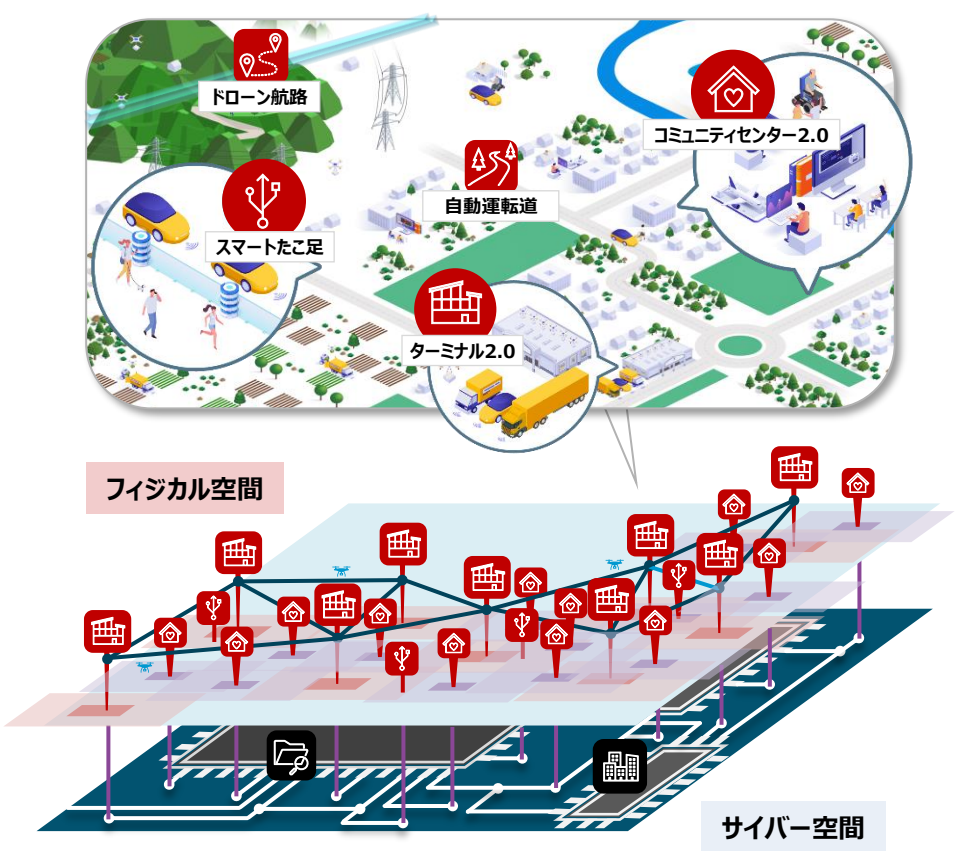 ドローン航路
コミュニティセンター2.0
自動運転道
スマートたこ足
ターミナル2.0
フィジカル空間
サイバー空間